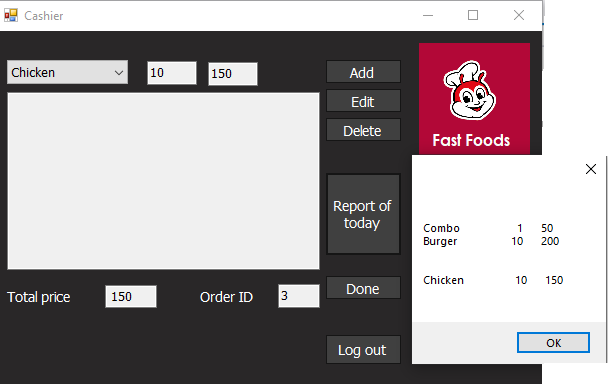 Cashier
Chicken 10 150 Add
Edit
Delete
Fast Foods
Report of
today
Combo 1 50
Burger 10 200
Chicken 10 150
Total price 150 Order ID 3 Done
OK
Log out